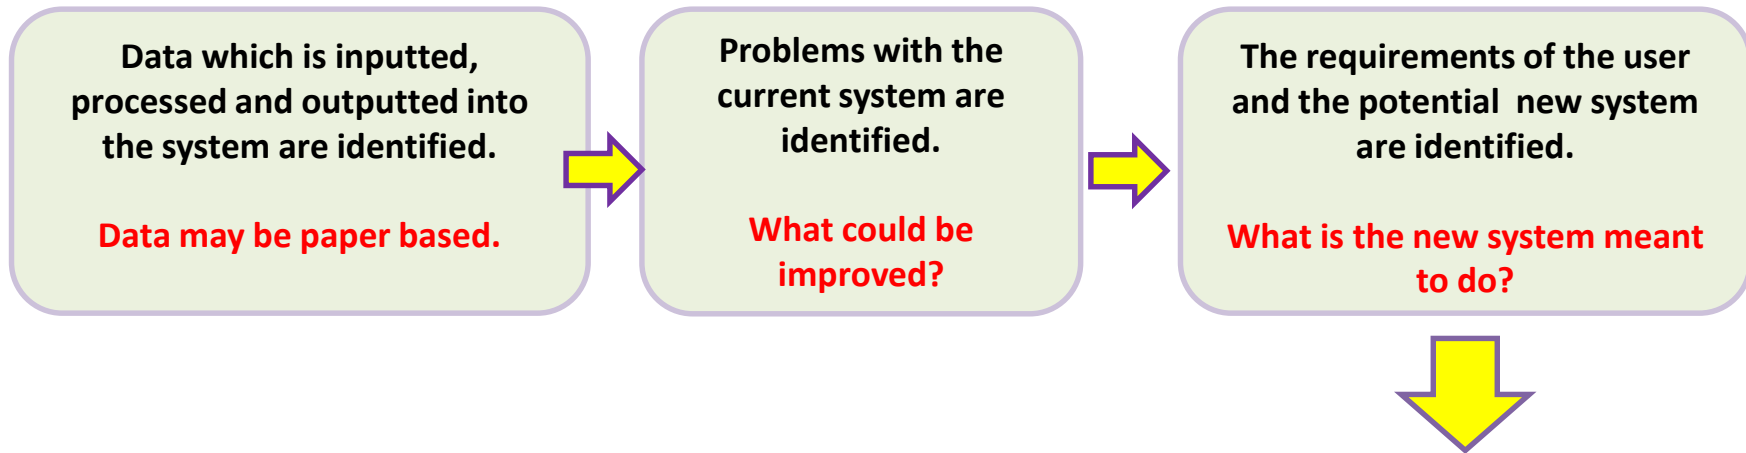 Data which is inputted,
processed and outputted into
the system are identified.
Data may be paper based.
Problems with the
current system are
identified.
What could be
improved?
The requirements of the user
and the potential  new system
are identified.
What is the new system meant
to do?